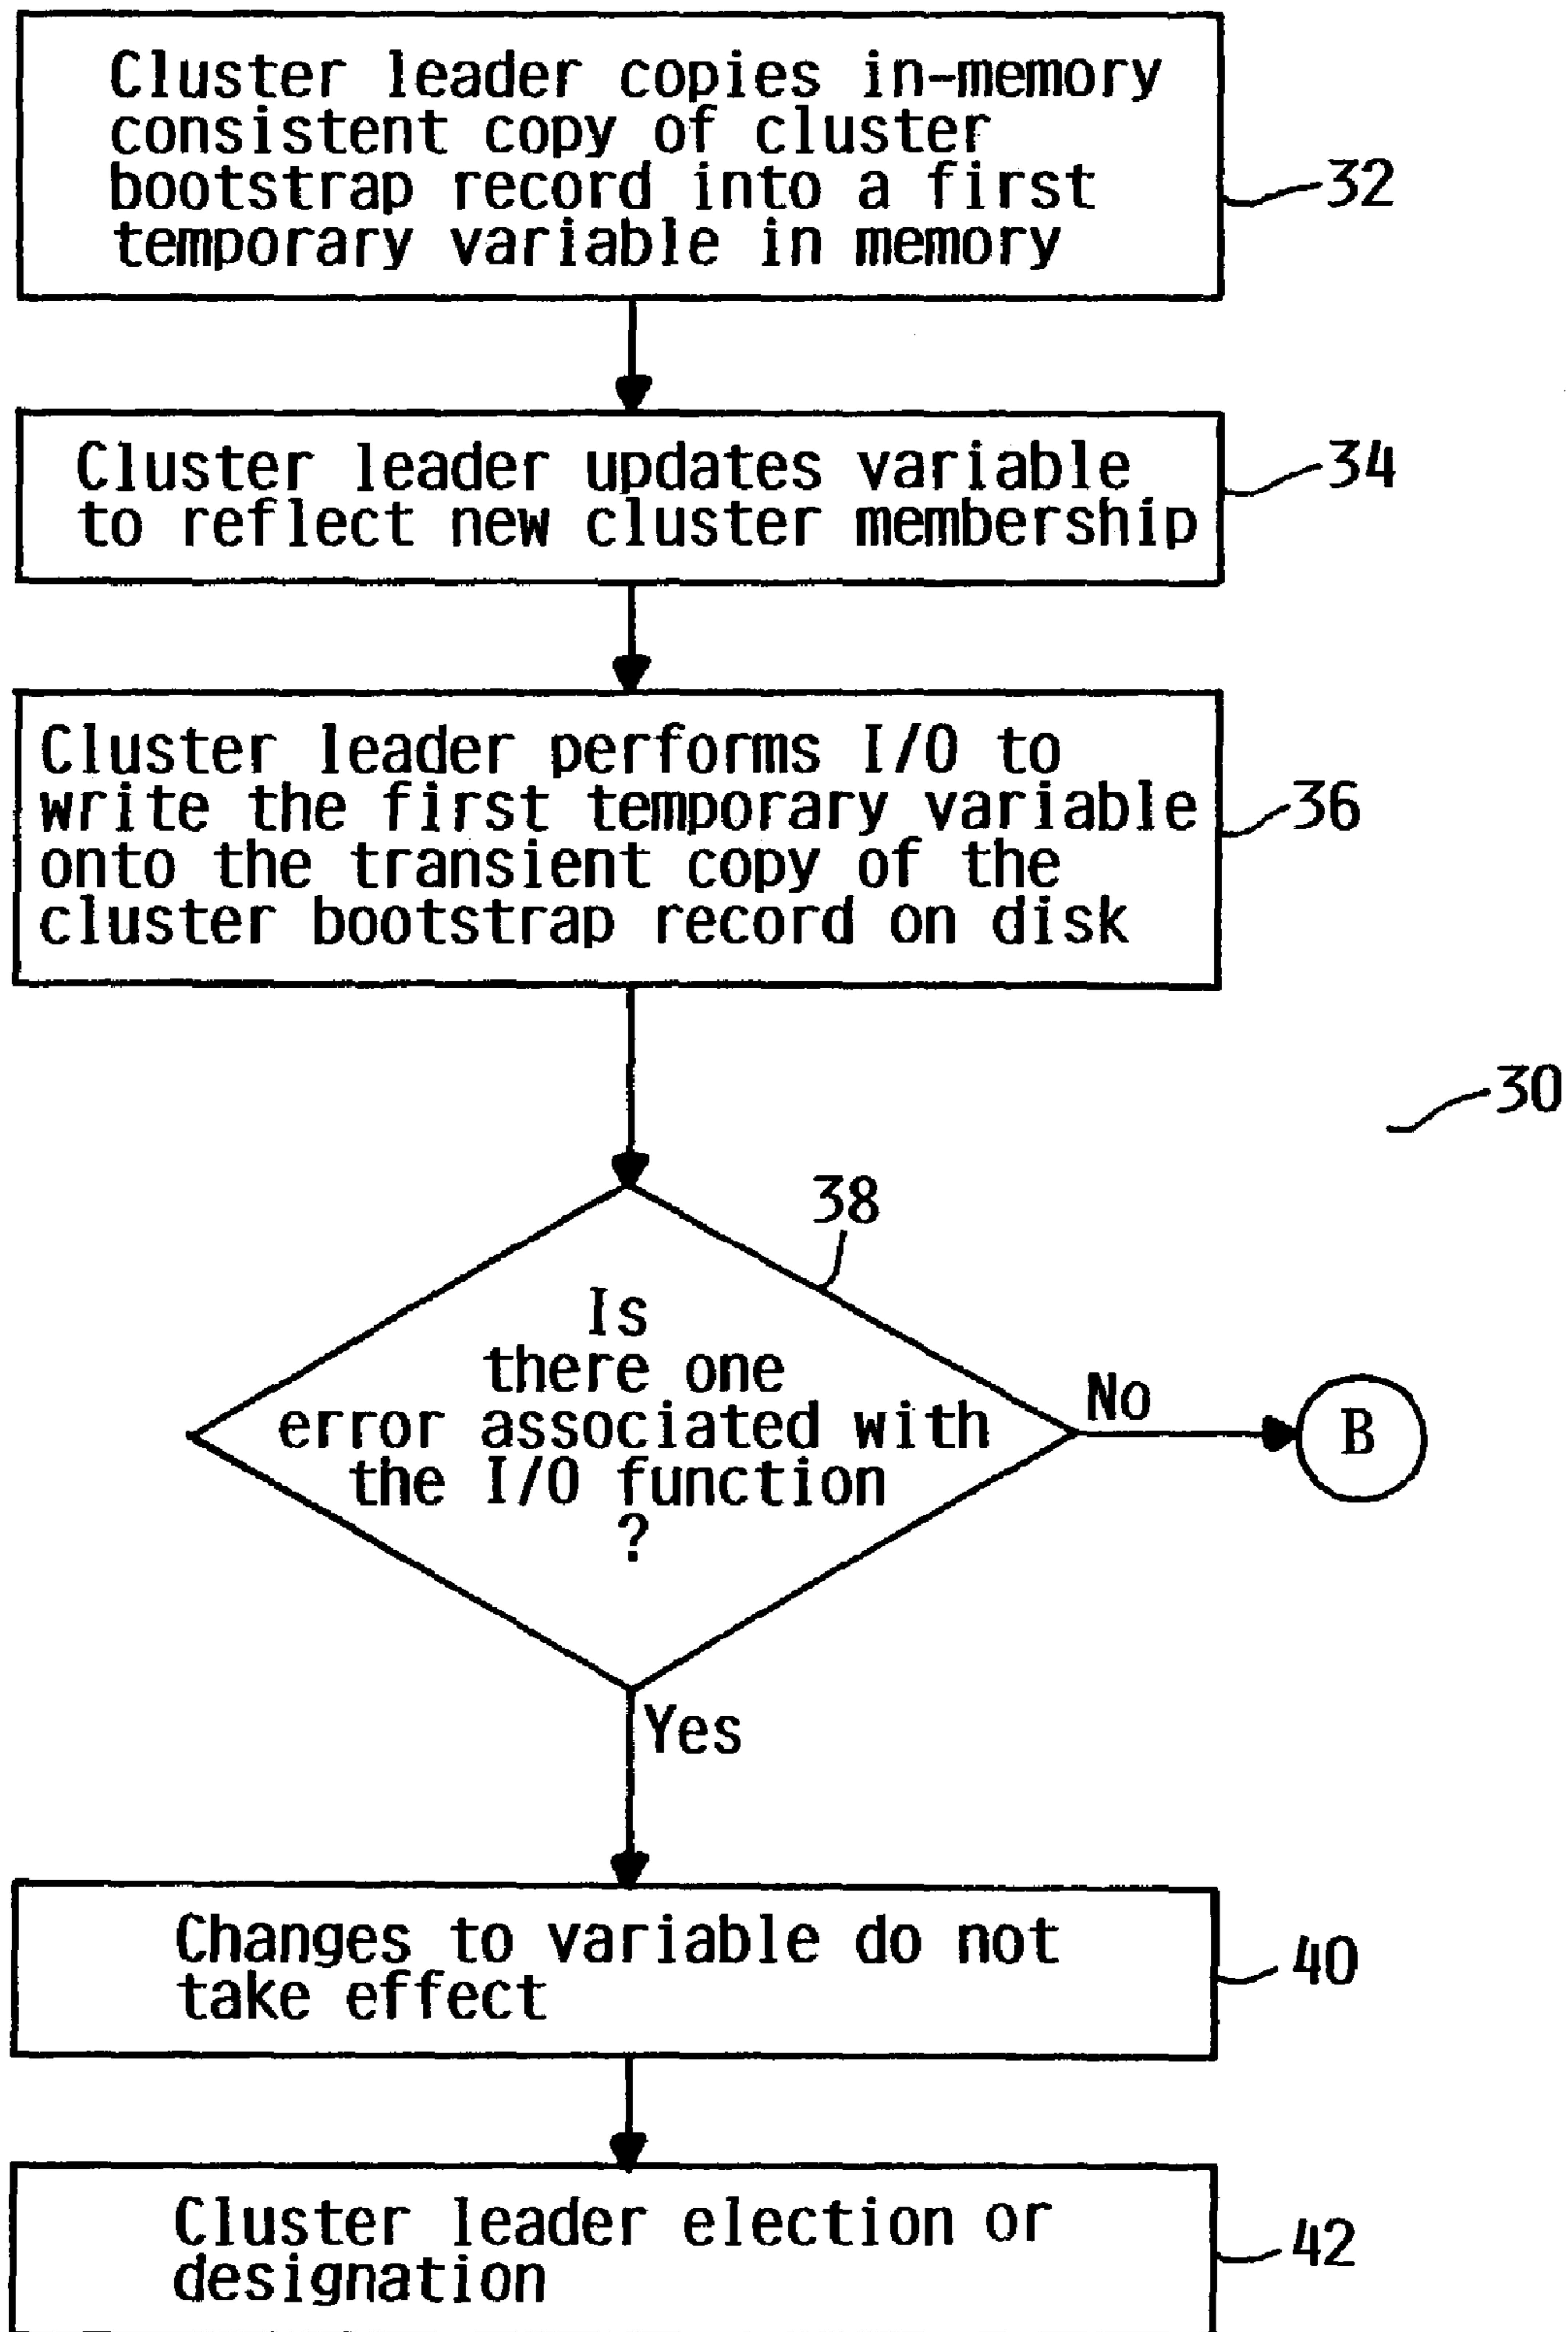 Cluster leader copies in-memory
consistent copy of cluster
bootstrap record into a first
temporary variable in memory
32
Cluster leader updates variable
to reflect new cluster membership
34
Cluster leader performs I/O to
write the first temporary variable
onto the transient copy of the
cluster bootstrap record on disk
36
30
38
Is
there one
error associated with
the I/O function
?
No
B
Yes
Changes to variable do not
take effect
40
Cluster leader election or
designation
42